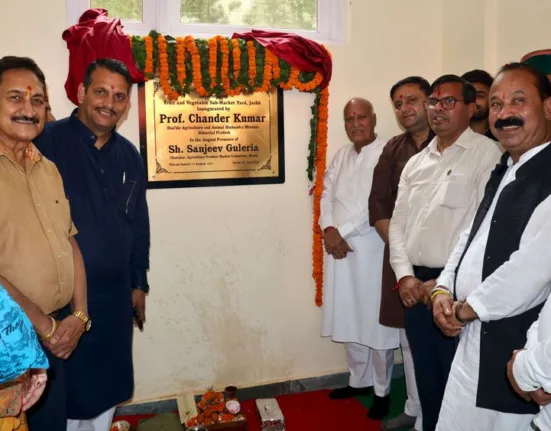 Fruit and Vegetable Sub-Market Yard, Jachh
Inaugurated by
Prof. Chander Kumar
Hon'ble Agriculture and Animal Husbandry Minister
Himachal Pradesh
In the August Presence of
Sh. Sanjeev Guleria
Chairman, Agricultural Produce Market Committee,